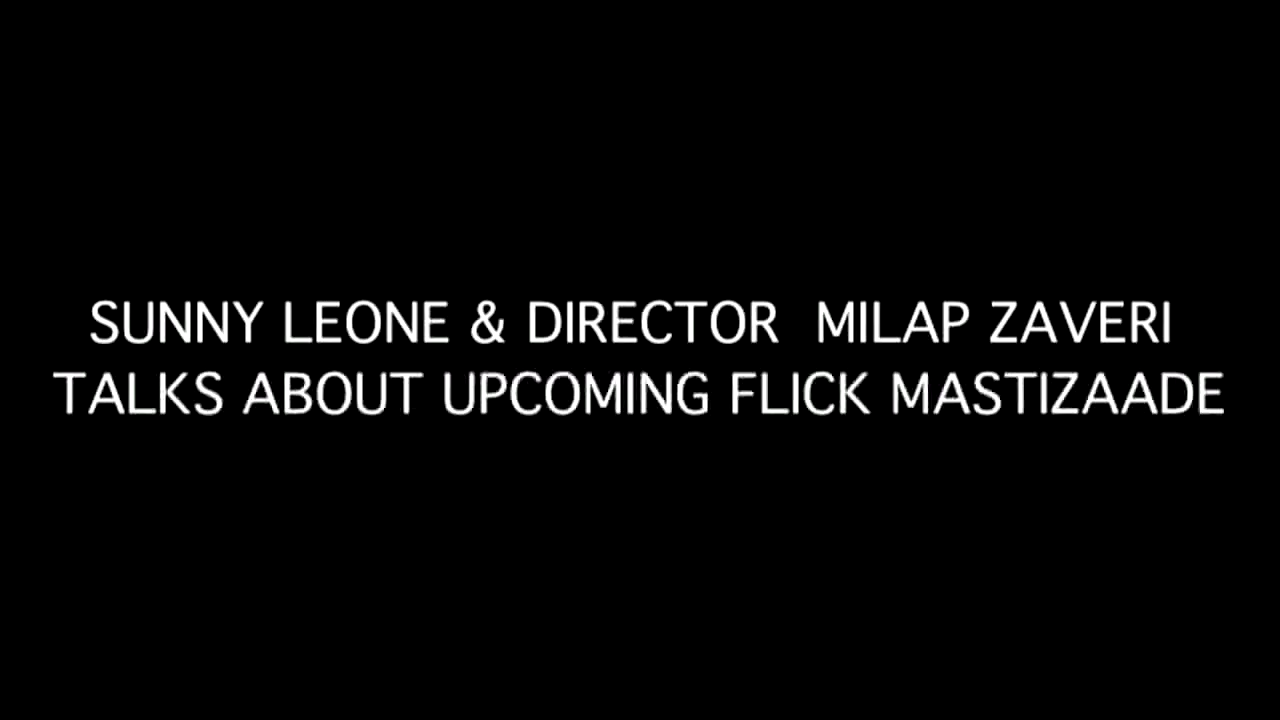 SUNNY LEONE & DIRECTOR  MILAP ZAVERI
TALKS ABOUT UPCOMING FLICK MASTIZAADE